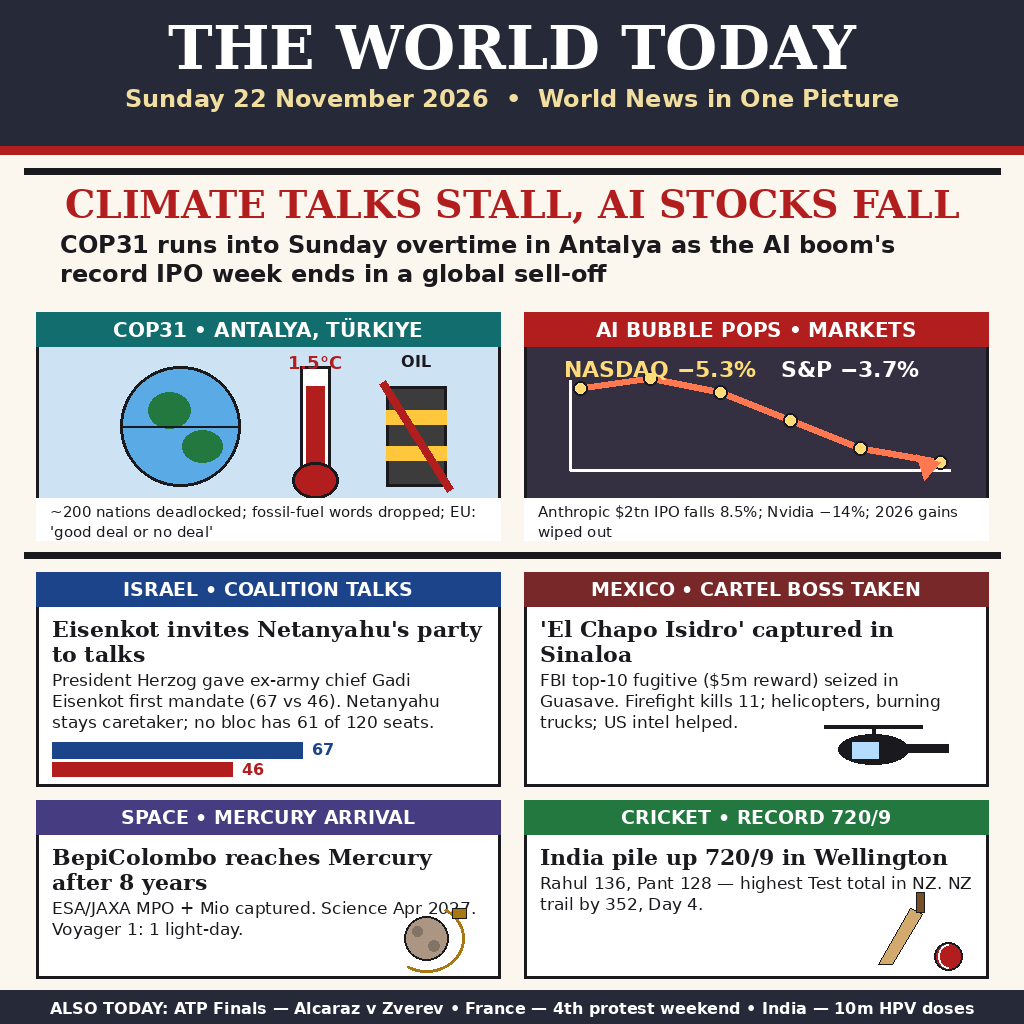 THE WORLD TODAY
Sunday 22 November 2026 • World News in One Picture
CLIMATE TALKS STALL, AI STOCKS FALL
COP31 runs into Sunday overtime in Antalya as the AI boom's
record IPO week ends in a global sell-off
COP31 • ANTALYA, TÜRKIYE
1.5°C
OIL
~200 nations deadlocked; fossil-fuel words dropped; EU:
'good deal or no deal'
AI BUBBLE POPS • MARKETS
NASDAQ −5.3% S&P −3.7%
Anthropic $2tn IPO falls 8.5%; Nvidia −14%; 2026 gains
wiped out
ISRAEL • COALITION TALKS
Eisenkot invites Netanyahu's party
to talks
President Herzog gave ex-army chief Gadi
Eisenkot first mandate (67 vs 46). Netanyahu
stays caretaker; no bloc has 61 of 120 seats.
67
46
MEXICO • CARTEL BOSS TAKEN
'El Chapo Isidro' captured in
Sinaloa
FBI top-10 fugitive ($5m reward) seized in
Guasave. Firefight kills 11; helicopters, burning
trucks; US intel helped.
SPACE • MERCURY ARRIVAL
BepiColombo reaches Mercury
after 8 years
ESA/JAXA MPO + Mio captured. Science Apr 2027.
Voyager 1: 1 light-day.
CRICKET • RECORD 720/9
India pile up 720/9 in Wellington
Rahul 136, Pant 128 — highest Test total in NZ. NZ
trail by 352, Day 4.
ALSO TODAY: ATP Finals — Alcaraz v Zverev • France — 4th protest weekend • India — 10m HPV doses